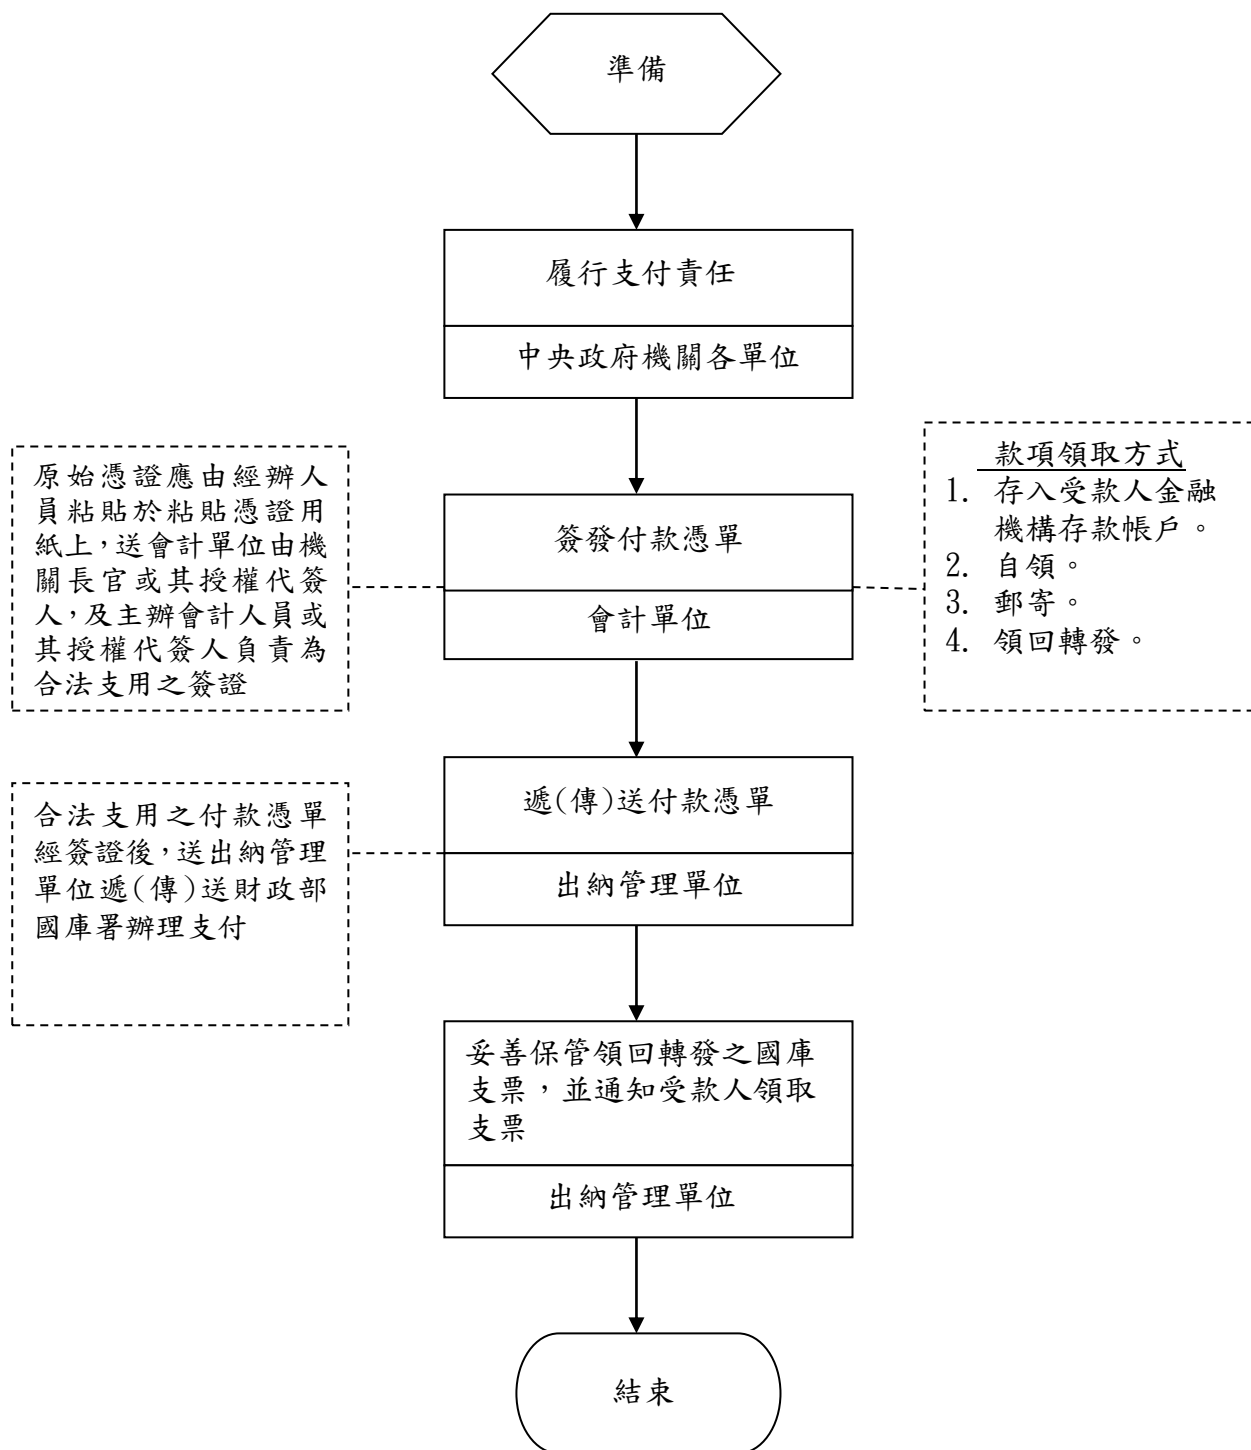 準備
履行支付責任
中央政府機關各單位
原始憑證應由經辦人
員粘貼於粘貼憑證用
紙上,送會計單位由機
關長官或其授權代簽
人,及主辦會計人員或
其授權代簽人負責為
合法支用之簽證
簽發付款憑單
會計單位
款項領取方式
1. 存入受款人金融
機構存款帳戶。
2. 自領。
3. 郵寄。
4. 領回轉發。
合法支用之付款憑單
經簽證後,送出納管理
單位遞(傳)送財政部
國庫署辦理支付
遞(傳)送付款憑單
出納管理單位
妥善保管領回轉發之國庫
支票，並通知受款人領取
支票
出納管理單位
結束